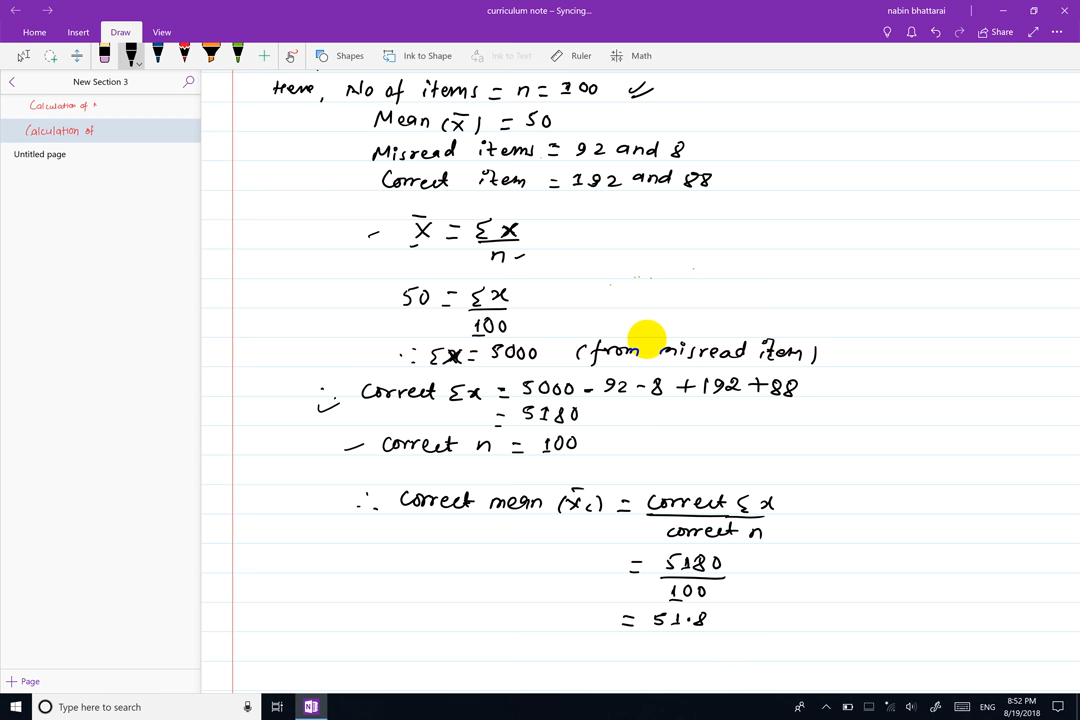 curriculum note – Syncing...
nabin bhattarai
Home Insert Draw View
Share
Shapes Ink to Shape Ink to Text Ruler Math
New Section 3
Calculation of
Calculation of
Untitled page
Page
Here, No of items = n = 100
Mean (X̄) = 50
Misread items = 92 and 8
Correct item = 192 and 88
X̄ = Σx
n
50 = Σx
100
∴ Σx = 5000 (from misread item)
∴ correct Σx = 5000 - 92 - 8 + 192 + 88
= 5180
correct n = 100
∴ correct mean (X̄c) = correct Σx
correct n
= 5180
100
= 51.8
Type here to search
ENG
8:52 PM
8/19/2018